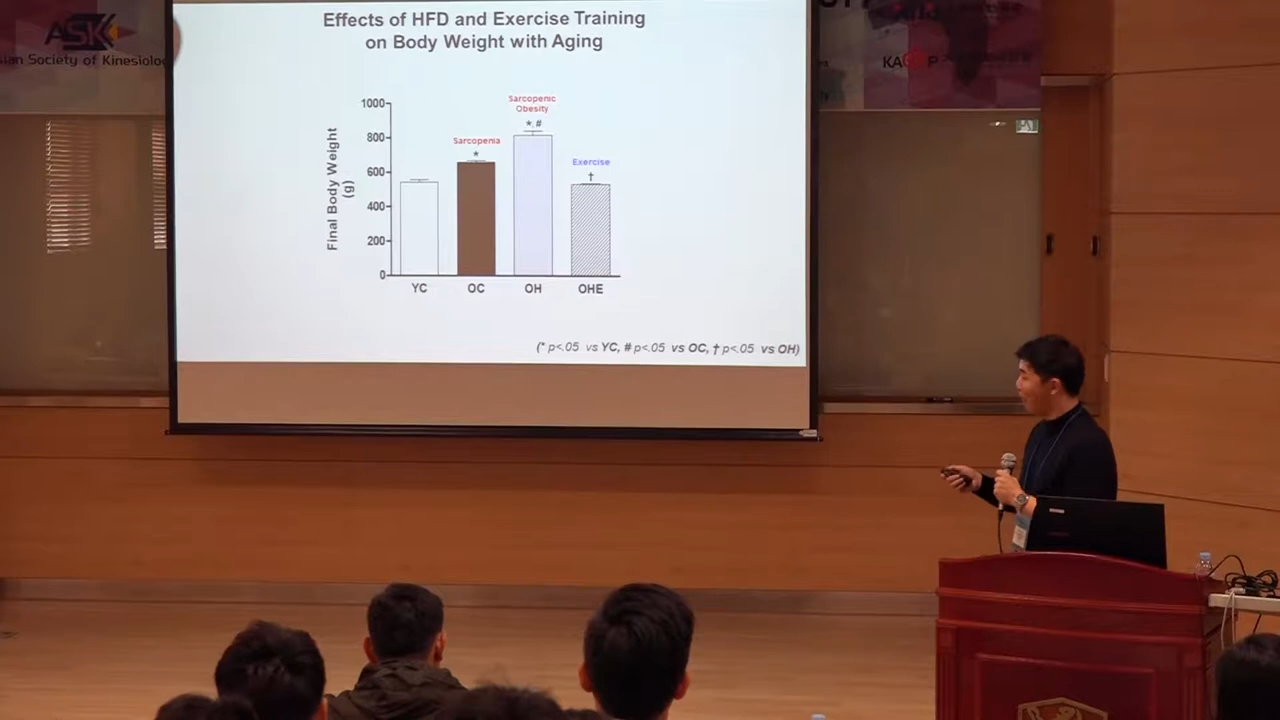 ASK
ian Society of Kinesiolo
Effects of HFD and Exercise Training
on Body Weight with Aging
Final Body Weight
(g)
1000
800
600
400
200
0
Sarcopenia
*
Sarcopenic
Obesity
*,#
Exercise
†
YC OC OH OHE
(* p<.05 vs YC, # p<.05 vs OC, † p<.05 vs OH)